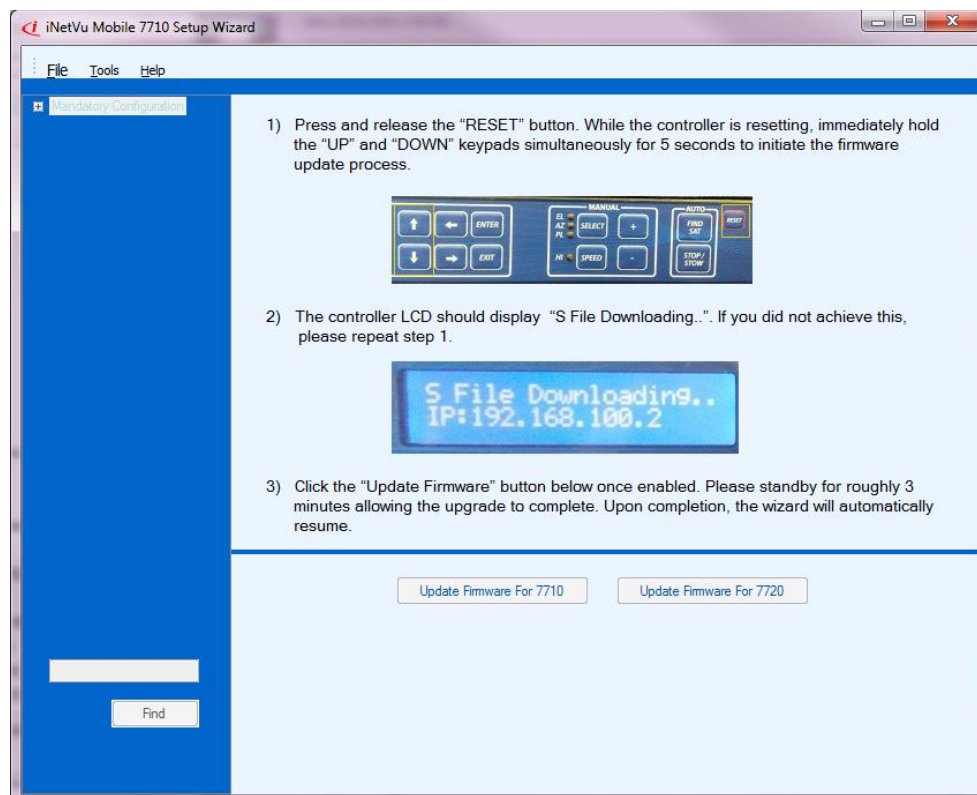 iNetVu Mobile 7710 Setup Wizard
File Tools Help
Mandatory Configuration
1) Press and release the “RESET” button. While the controller is resetting, immediately hold
the “UP” and “DOWN” keypads simultaneously for 5 seconds to initiate the firmware
update process.
MANUAL
AUTO
ENTER
EL
AZ
PL
SELECT
+
FIND
SAT
RESET
EXIT
HI
SPEED
-
STOP/
STOW
2) The controller LCD should display “S File Downloading..”. If you did not achieve this,
please repeat step 1.
S File Downloading..
IP:192.168.100.2
3) Click the “Update Firmware” button below once enabled. Please standby for roughly 3
minutes allowing the upgrade to complete. Upon completion, the wizard will automatically
resume.
Update Firmware For 7710
Update Firmware For 7720
Find